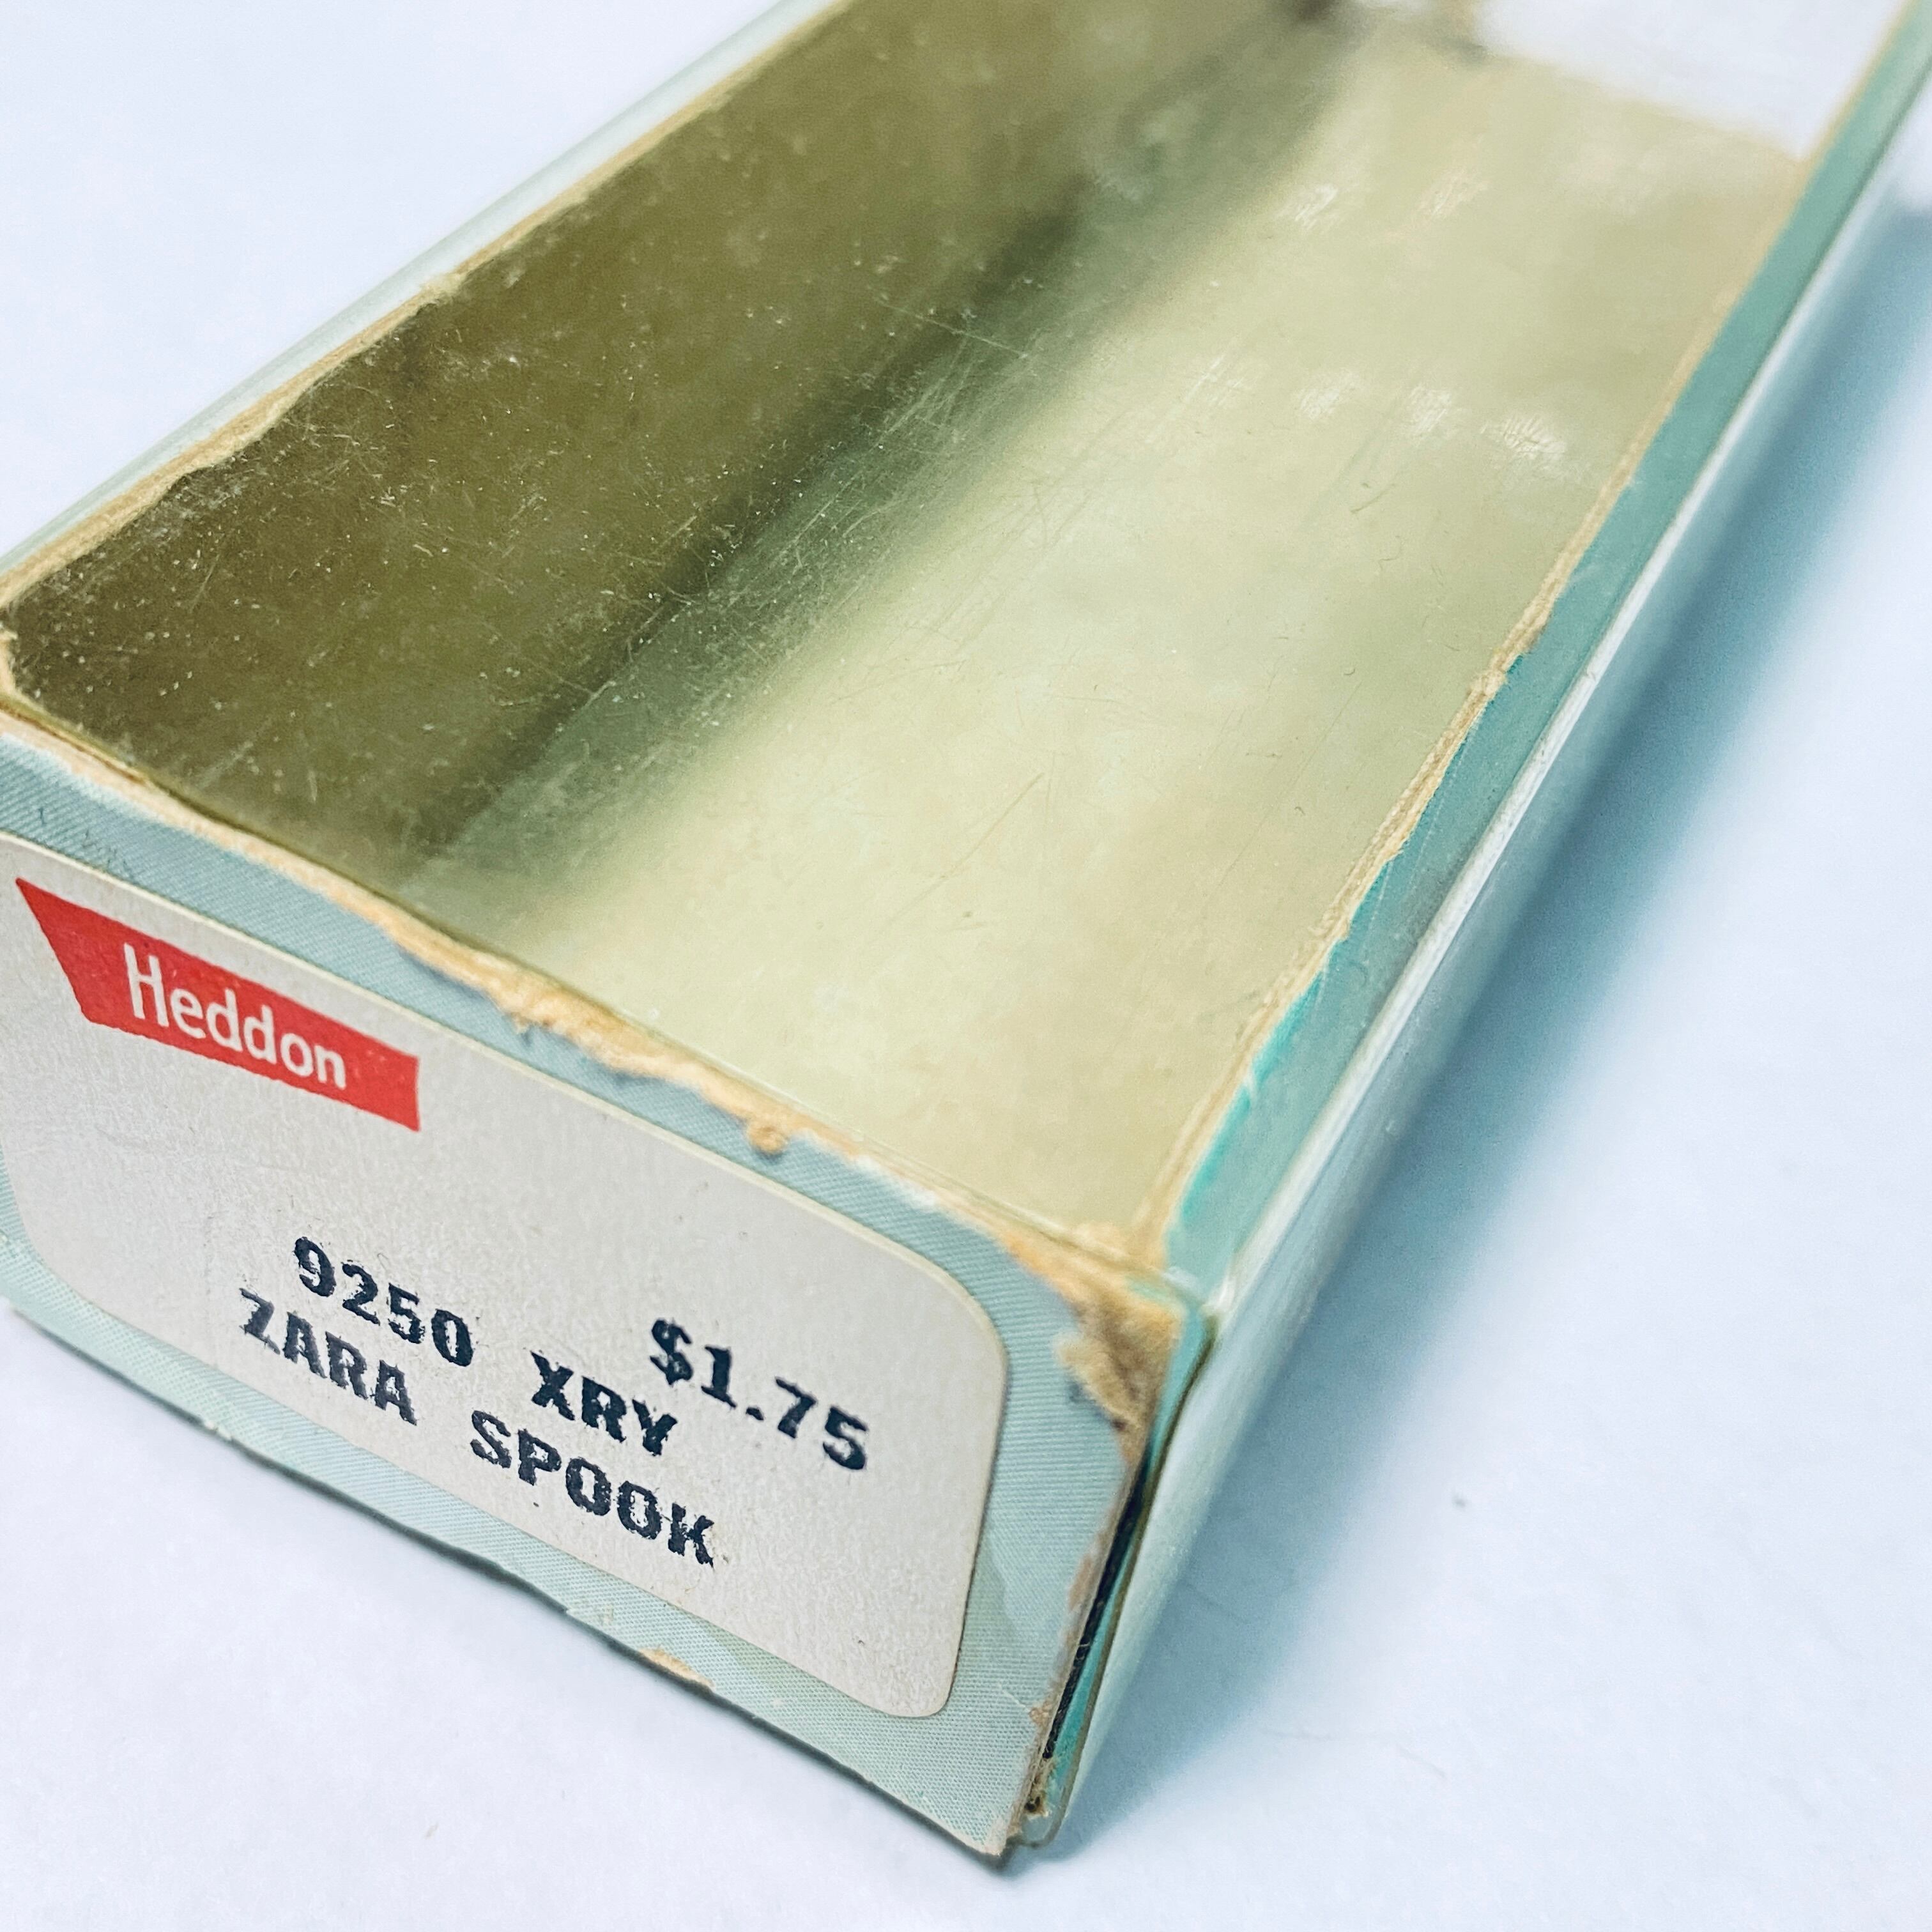 Heddon
$1.75
9250 XRY
ZARA SPOOK